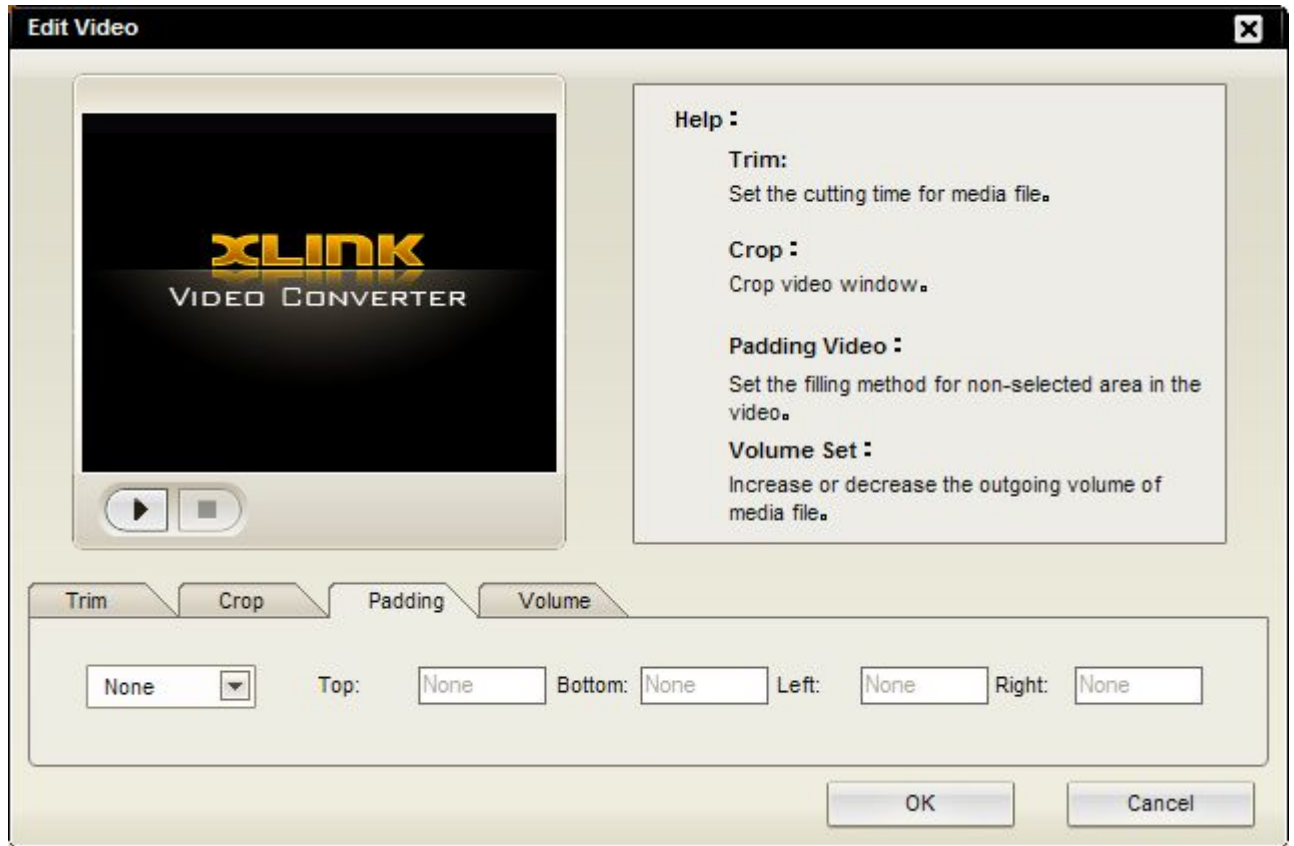 Edit Video
XLINK
VIDEO CONVERTER
Help：
Trim:
Set the cutting time for media file。
Crop：
Crop video window。
Padding Video：
Set the filling method for non-selected area in the
video。
Volume Set：
Increase or decrease the outgoing volume of
media file。
Trim Crop Padding Volume
None Top: None Bottom: None Left: None Right: None
OK Cancel